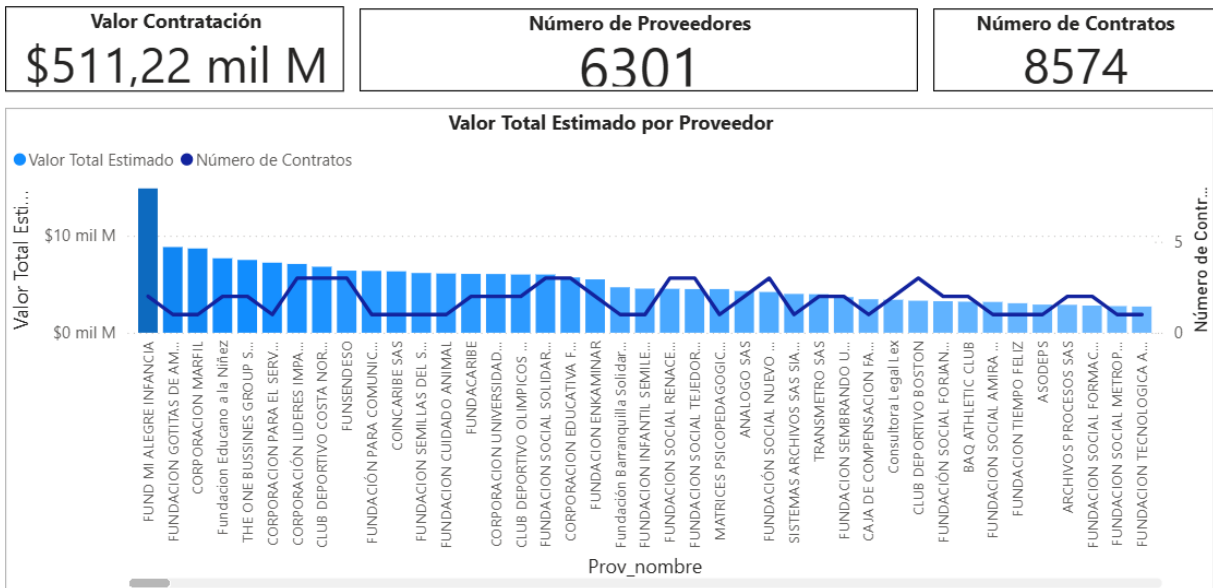 Valor Contratación
$511,22 mil M
Número de Proveedores
6301
Número de Contratos
8574
Valor Total Estimado por Proveedor
Valor Total Estimado
Número de Contratos
Valor Total Esti...
$10 mil M
$0 mil M
5
0
Número de Contr...
FUND MI ALEGRE INFANCIA
FUNDACION GOTITAS DE AM...
CORPORACION MARFIL
Fundacion Educano a la Niñez
THE ONE BUSSINES GROUP S...
CORPORACION PARA EL SERV...
CORPORACIÓN LIDERES IMPA...
CLUB DEPORTIVO COSTA NOR...
FUNSENDESO
FUNDACIÓN PARA COMUNIC...
COINCARIBE SAS
FUNDACION SEMILLAS DEL S...
FUNDACION CUIDADO ANIMAL
FUNDACARIBE
CORPORACION UNIVERSIDAD...
CLUB DEPORTIVO OLIMPICOS ...
FUNDACION SOCIAL SOLIDAR...
CORPORACION EDUCATIVA F...
FUNDACION ENKAMINAR
Fundación Barranquilla Solidar...
FUNDACION INFANTIL SEMILE...
FUNDACION SOCIAL RENACE...
FUNDACION SOCIAL TEJEDOR...
MATRICES PSICOPEDAGOGIC...
ANALOGO SAS
FUNDACIÓN SOCIAL NUEVO ...
SISTEMAS ARCHIVOS SAS SIA...
TRANSMETRO SAS
FUNDACION SEMBRANDO U...
CAJA DE COMPENSACION FA...
Consultora Legal Lex
CLUB DEPORTIVO BOSTON
FUNDACIÓN SOCIAL FORJAN...
BAQ ATHLETIC CLUB
FUNDACION SOCIAL AMIRA ...
FUNDACION TIEMPO FELIZ
ASODEPS
ARCHIVOS PROCESOS SAS
FUNDACION SOCIAL FORMAC...
FUNDACION SOCIAL METROP...
FUNDACION TECNOLOGICA A...
Prov_nombre